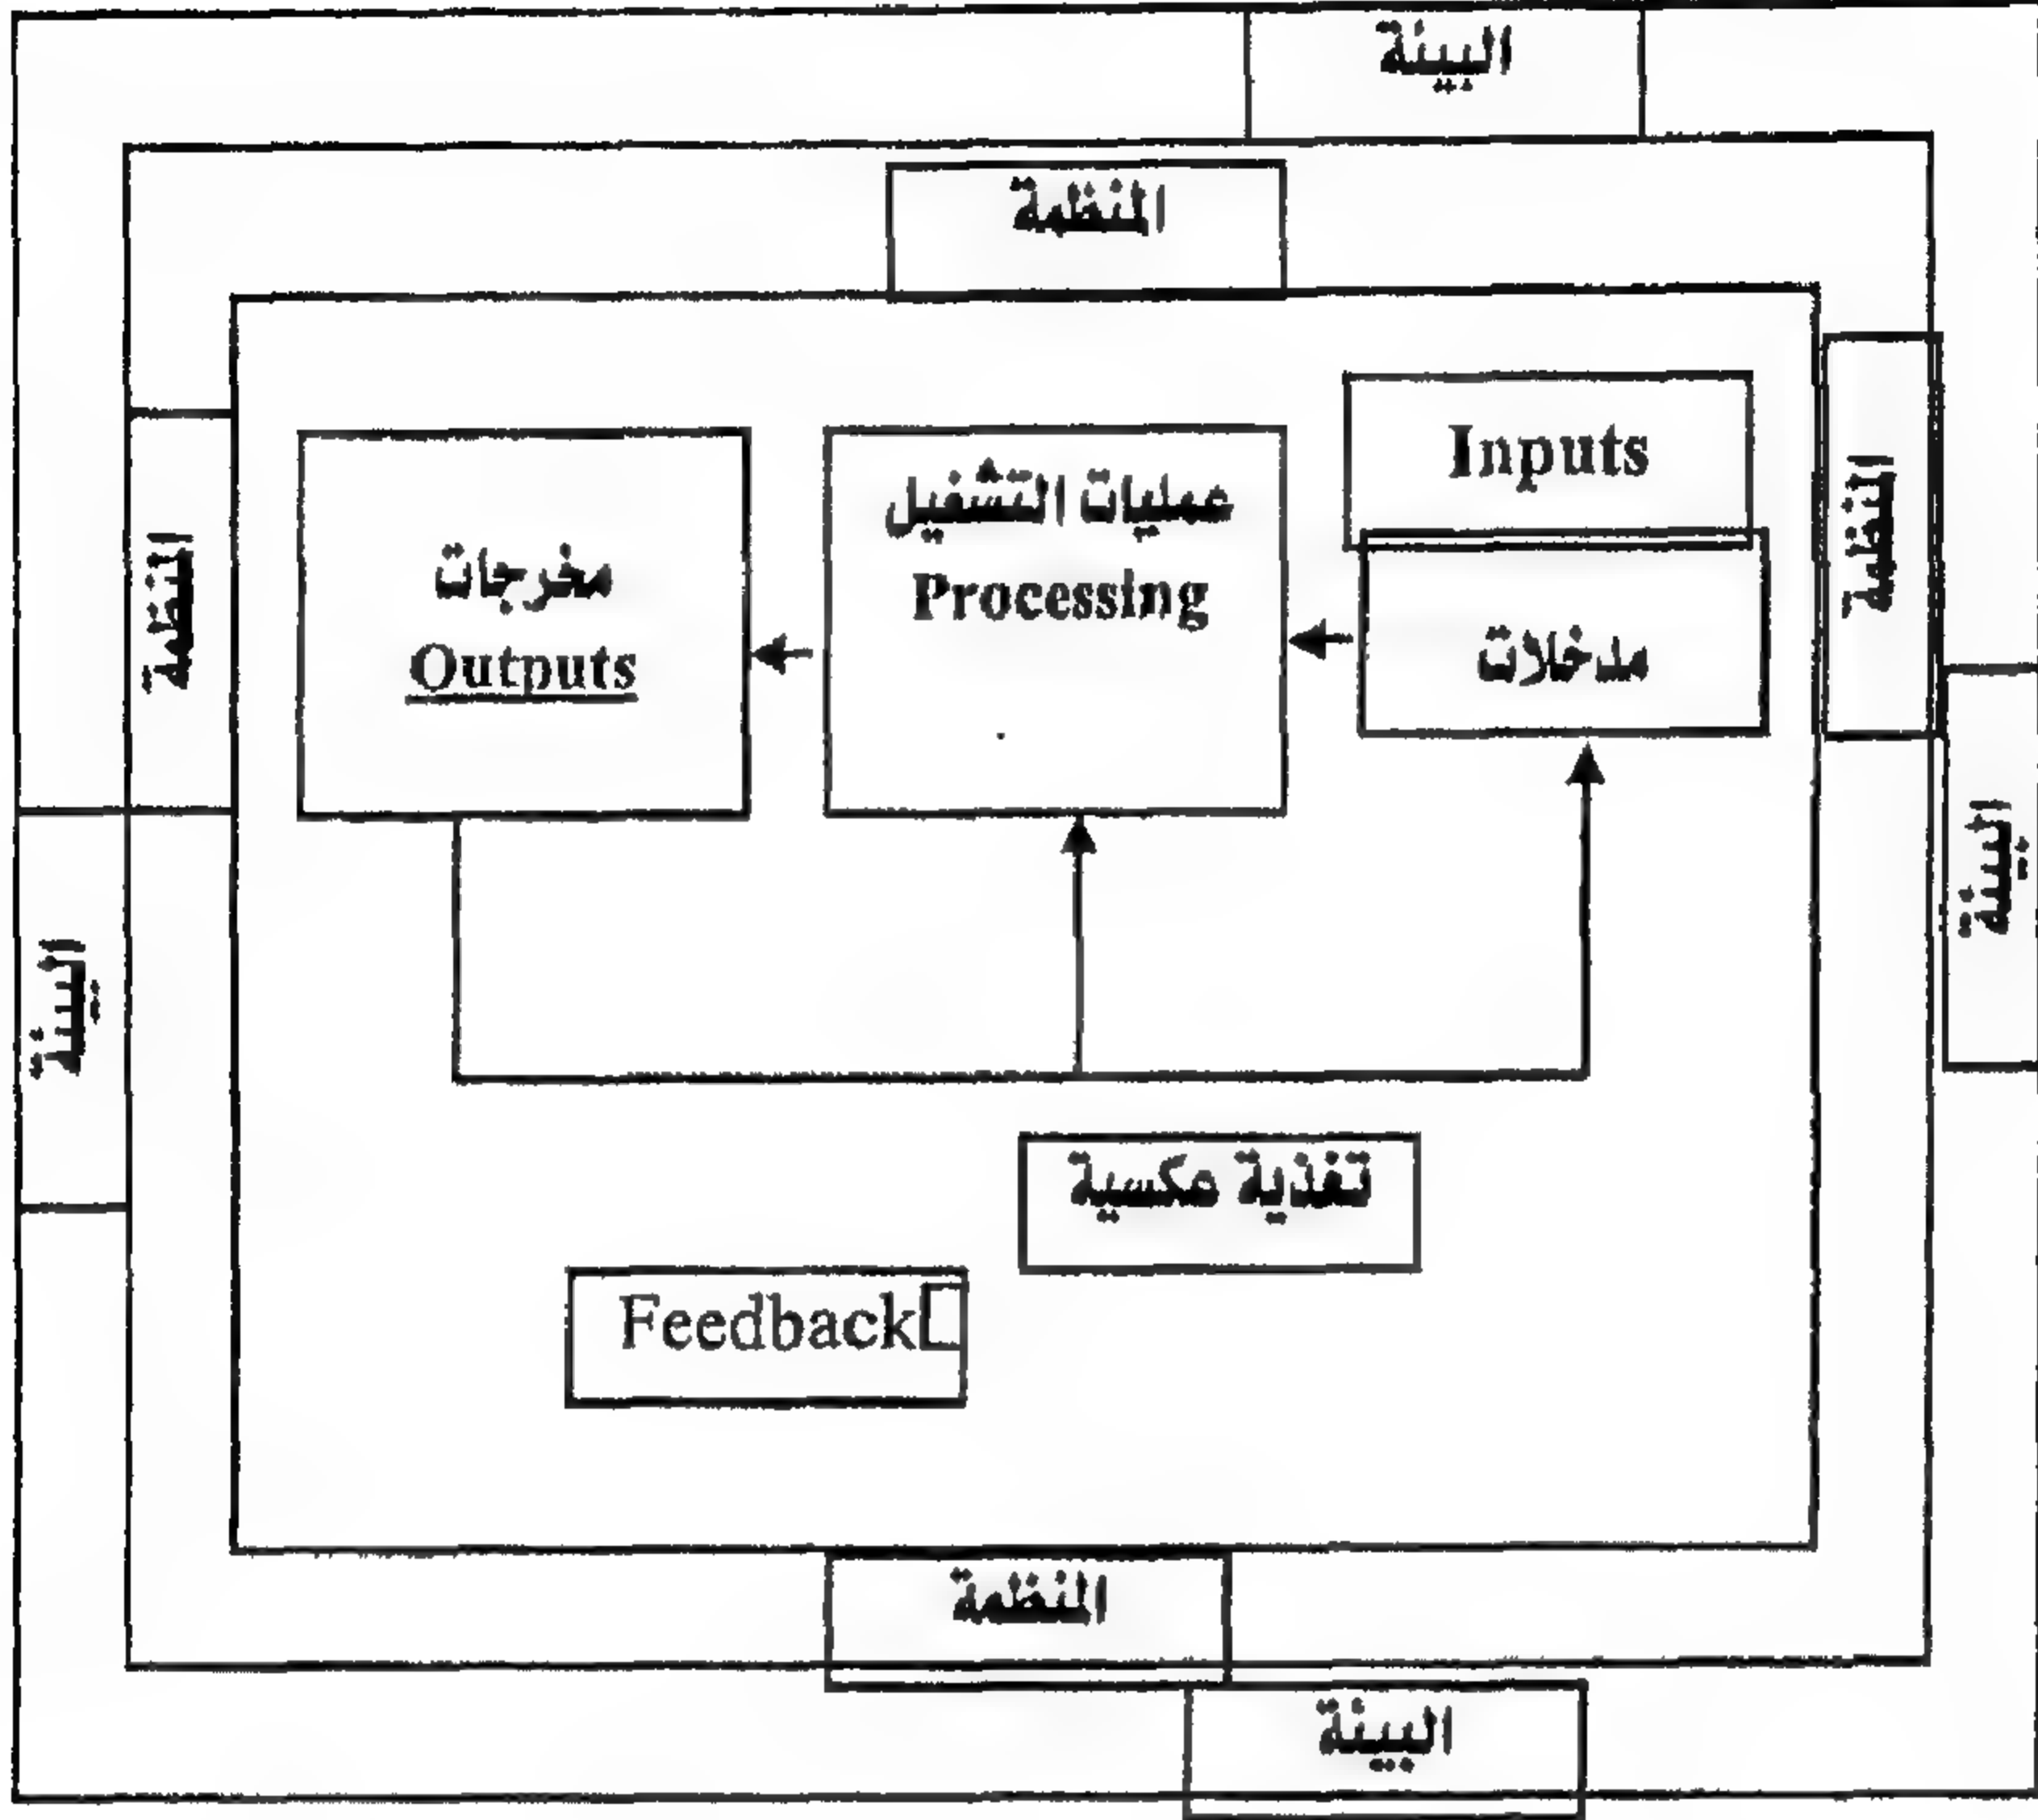 البيئة
المنظمة
Inputs
مدخلات
عمليات التشغيل
Processing
مخرجات
Outputs
المنظمة
المنظمة
البيئة
البيئة
تغذية عكسية
Feedback
المنظمة
البيئة